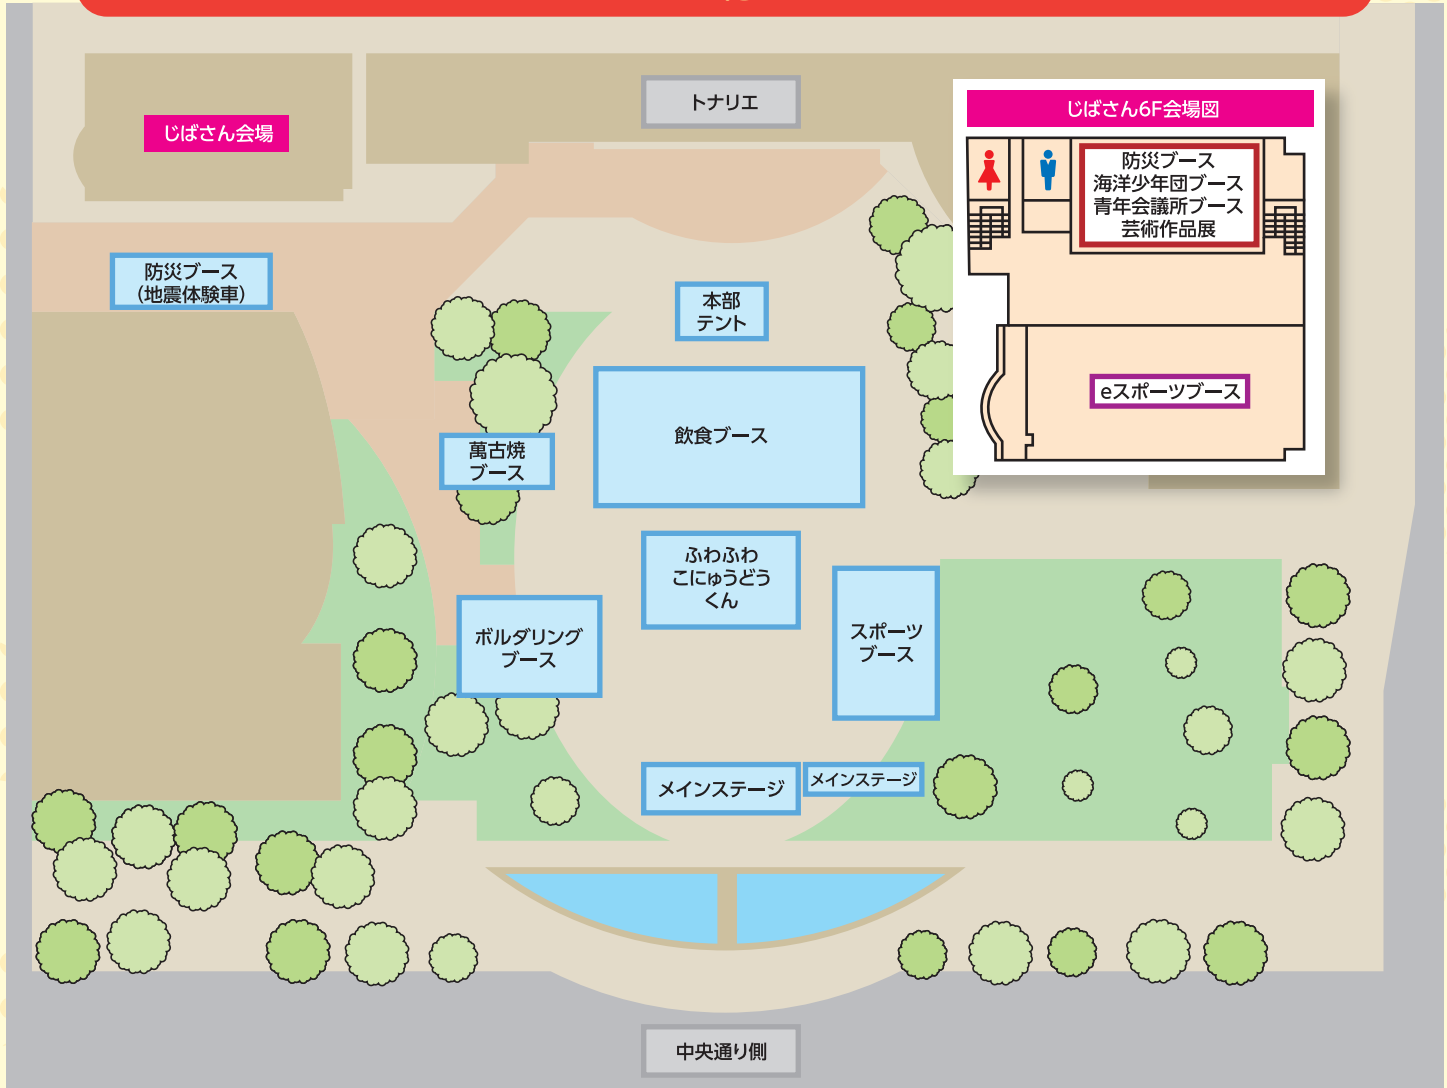 トナリエ
じばさん会場
じばさん6F会場図
防災ブース
海洋少年団ブース
青年会議所ブース
芸術作品展
eスポーツブース
防災ブース
（地震体験車）
本部
テント
飲食ブース
萬古焼
ブース
ふわふわ
こにゅうどう
くん
ボルダリング
ブース
スポーツ
ブース
メインステージ
メインステージ
中央通り側